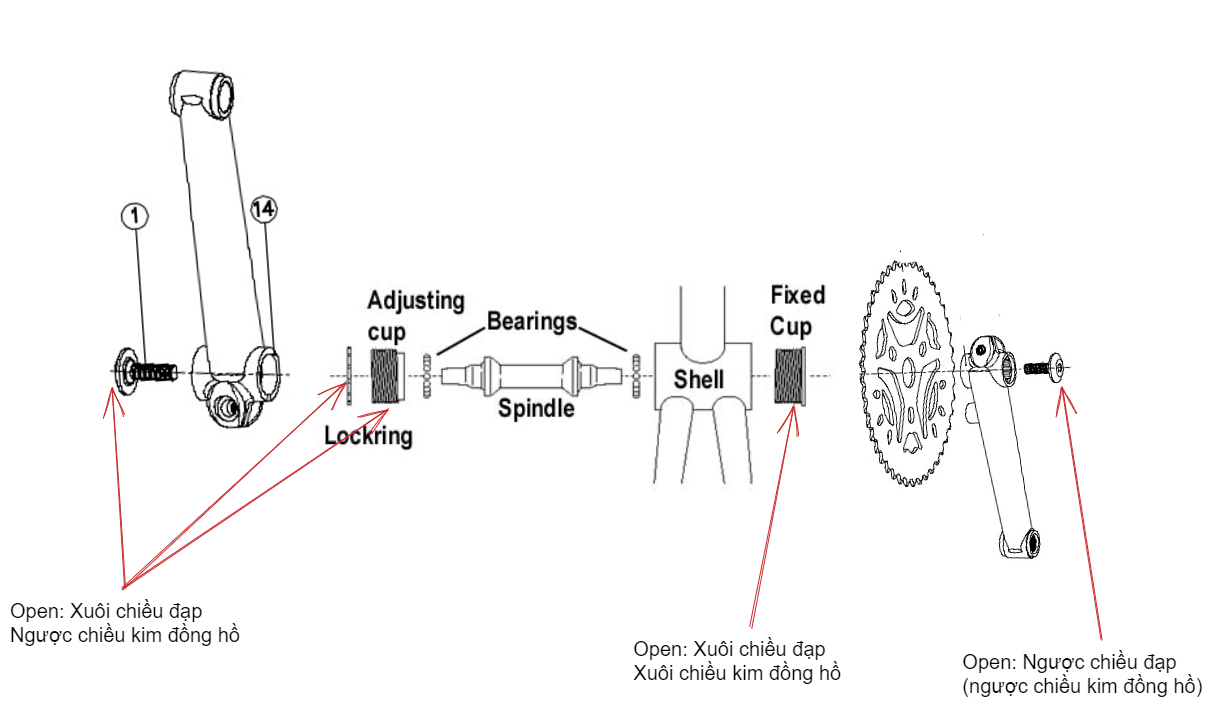 1
14
Adjusting
cup
Bearings
Fixed
Cup
Shell
Spindle
Lockring
Open: Xuôi chiều đạp
Ngược chiều kim đồng hồ
Open: Xuôi chiều đạp
Xuôi chiều kim đồng hồ
Open: Ngược chiều đạp
(ngược chiều kim đồng hồ)